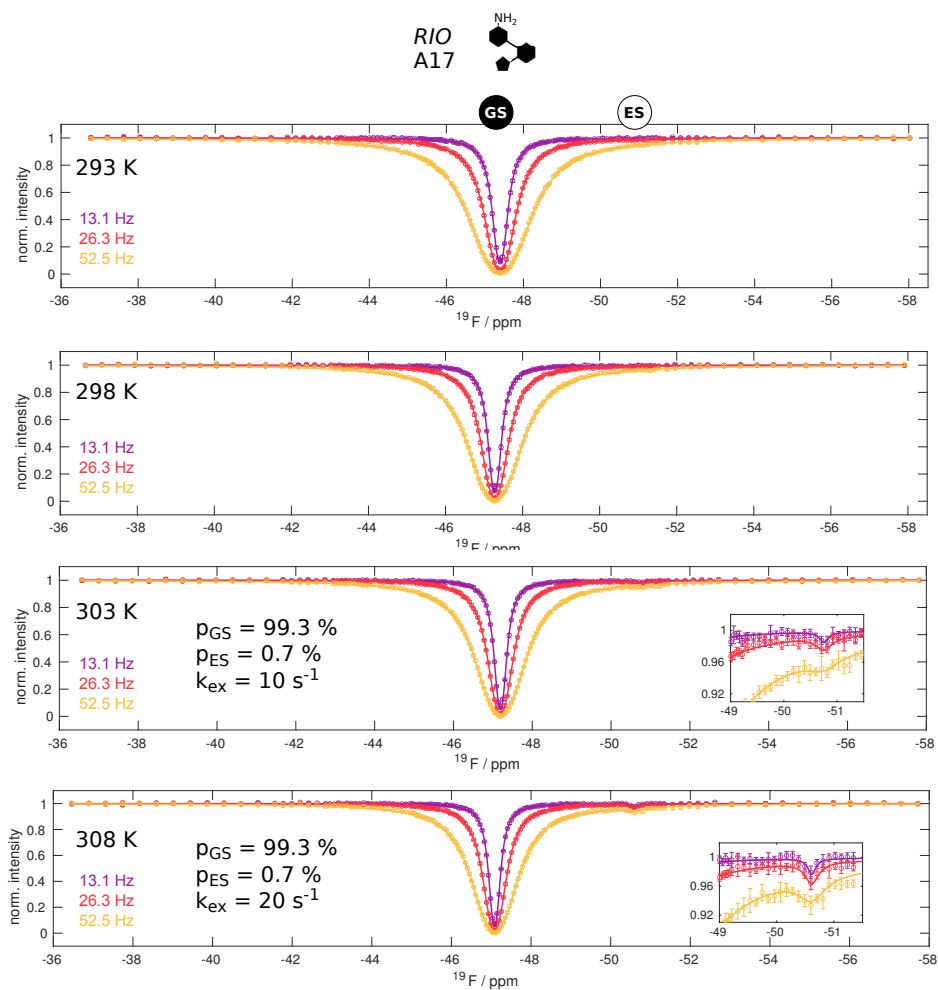 NH2
RIO
A17
GS
ES
293 K
13.1 Hz
26.3 Hz
52.5 Hz
norm. intensity
1
0.8
0.6
0.4
0.2
0
-36 -38 -40 -42 -44 -46 -48 -50 -52 -54 -56 -58
19F / ppm
298 K
13.1 Hz
26.3 Hz
52.5 Hz
norm. intensity
1
0.8
0.6
0.4
0.2
0
-36 -38 -40 -42 -44 -46 -48 -50 -52 -54 -56 -58
303 K
13.1 Hz
26.3 Hz
52.5 Hz
pGS = 99.3 %
pES = 0.7 %
kex = 10 s-1
norm. intensity
1
0.8
0.6
0.4
0.2
0
1
0.96
0.92
-49 -50 -51
-36 -38 -40 -42 -44 -46 -48 -50 -52 -54 -56 -58
19F / ppm
308 K
13.1 Hz
26.3 Hz
52.5 Hz
pGS = 99.3 %
pES = 0.7 %
kex = 20 s-1
norm. intensity
1
0.8
0.6
0.4
0.2
0
1
0.96
0.92
-49 -50 -51
-36 -38 -40 -42 -44 -46 -48 -50 -52 -54 -56 -58
19F / ppm